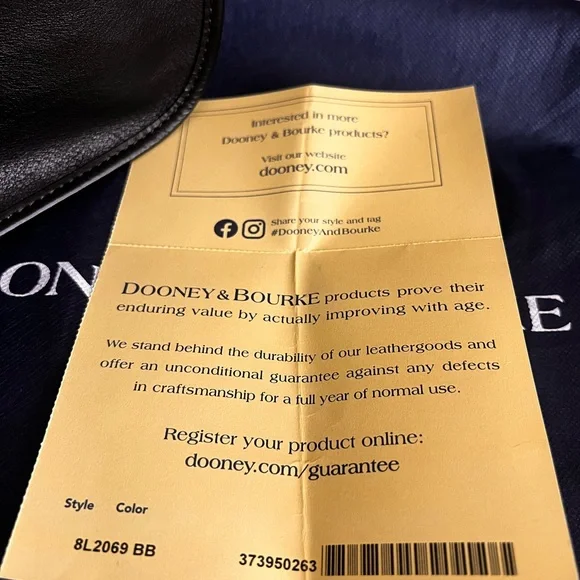 Interested in more
Dooney & Bourke products?
Visit our website
dooney.com
Share your style and tag
#DooneyAndBourke
ON
RE
DOONEY & BOURKE products prove their
enduring value by actually improving with age.
We stand behind the durability of our leathergoods and
offer an unconditional guarantee against any defects
in craftsmanship for a full year of normal use.
Register your product online:
dooney.com/guarantee
Style Color
8L2069 BB
373950263